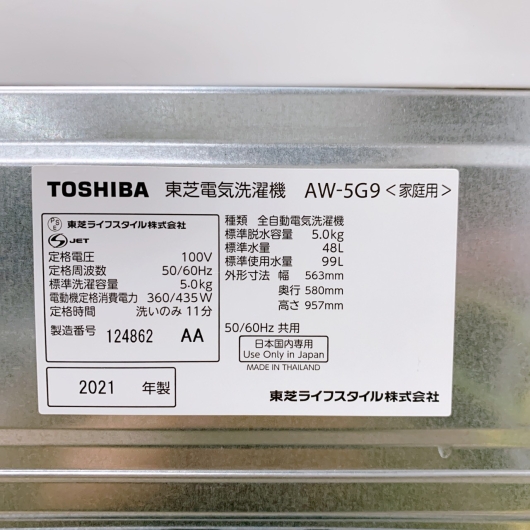 TOSHIBA 東芝電気洗濯機 AW-5G9 <家庭用>
PS E 東芝ライフスタイル株式会社
S JET
定格電圧 100V
定格周波数 50/60Hz
標準洗濯容量 5.0kg
電動機定格消費電力 360/435W
定格時間 洗いのみ 11分
製造番号 124862 AA
2021 年製
種類 全自動電気洗濯機
標準脱水容量 5.0kg
標準水量 48L
標準使用水量 99L
外形寸法 幅 563mm
奥行 580mm
高さ 957mm
50/60Hz 共用
日本国内専用
Use Only in Japan
MADE IN THAILAND
東芝ライフスタイル株式会社